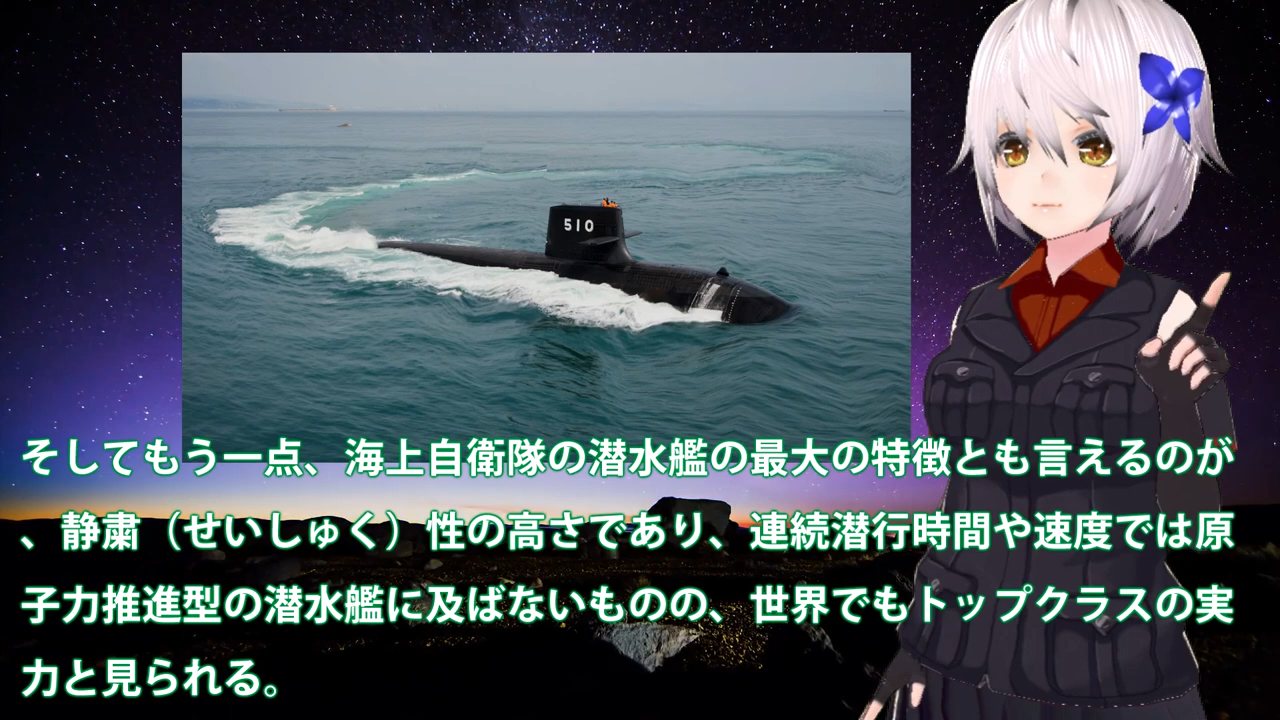 510
そしてもう一点、海上自衛隊の潜水艦の最大の特徴とも言えるのが
、静粛（せいしゅく）性の高さであり、連続潜行時間や速度では原
子力推進型の潜水艦に及ばないものの、世界でもトップクラスの実
力と見られる。